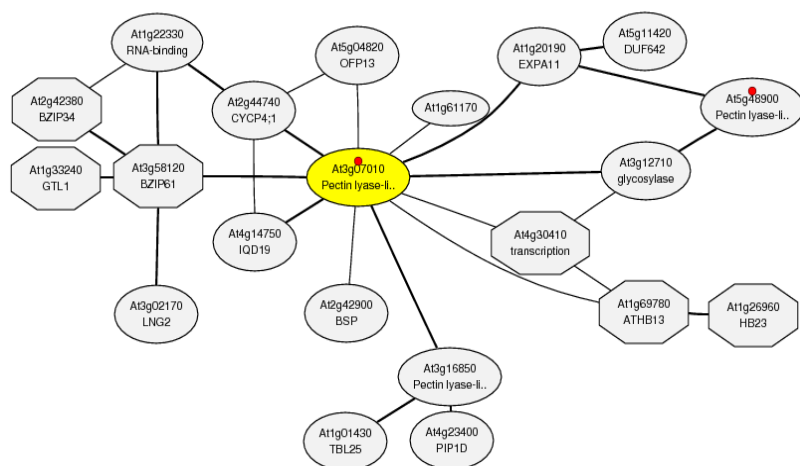 At1g22330
RNA-binding
At5g04820
OFP13
At1g20190
EXPA11
At5g11420
DUF642
At2g42380
BZIP34
At2g44740
CYCP4;1
At1g61170
At5g48900
Pectin lyase-li..
At1g33240
GTL1
At3g58120
BZIP61
At3g07010
Pectin lyase-li..
At3g12710
glycosylase
At4g14750
IQD19
At4g30410
transcription
At3g02170
LNG2
At2g42900
BSP
At1g69780
ATHB13
At1g26960
HB23
At3g16850
Pectin lyase-li..
At1g01430
TBL25
At4g23400
PIP1D